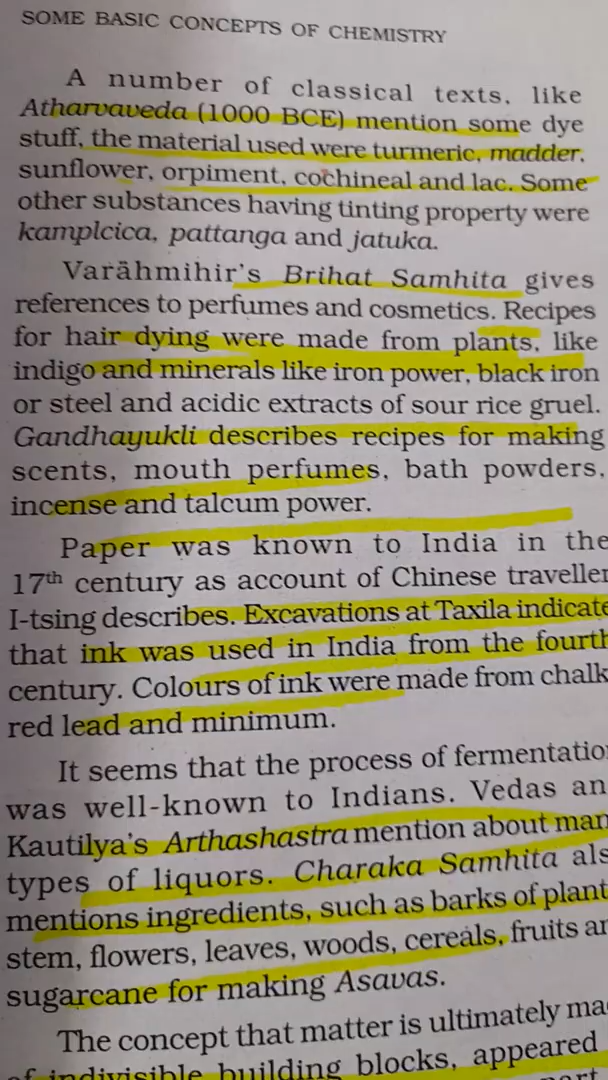 SOME BASIC CONCEPTS OF CHEMISTRY
A number of classical texts, like
Atharvaveda (1000 BCE) mention some dye
stuff, the material used were turmeric, madder,
sunflower, orpiment, cochineal and lac. Some
other substances having tinting property were
kamplcica, pattanga and jatuka.
Varāhmihir's Brihat Samhita gives
references to perfumes and cosmetics. Recipes
for hair dying were made from plants, like
indigo and minerals like iron power, black iron
or steel and acidic extracts of sour rice gruel.
Gandhayukli describes recipes for making
scents, mouth perfumes, bath powders,
incense and talcum power.
Paper was known to India in the
17th century as account of Chinese traveller
I-tsing describes. Excavations at Taxila indicate
that ink was used in India from the fourth
century. Colours of ink were made from chalk
red lead and minimum.
It seems that the process of fermentatio
was well-known to Indians. Vedas an
Kautilya's Arthashastra mention about man
types of liquors. Charaka Samhita als
mentions ingredients, such as barks of plant
stem, flowers, leaves, woods, cereals, fruits an
sugarcane for making Asavas.
The concept that matter is ultimately ma
of indivisible building blocks, appeared